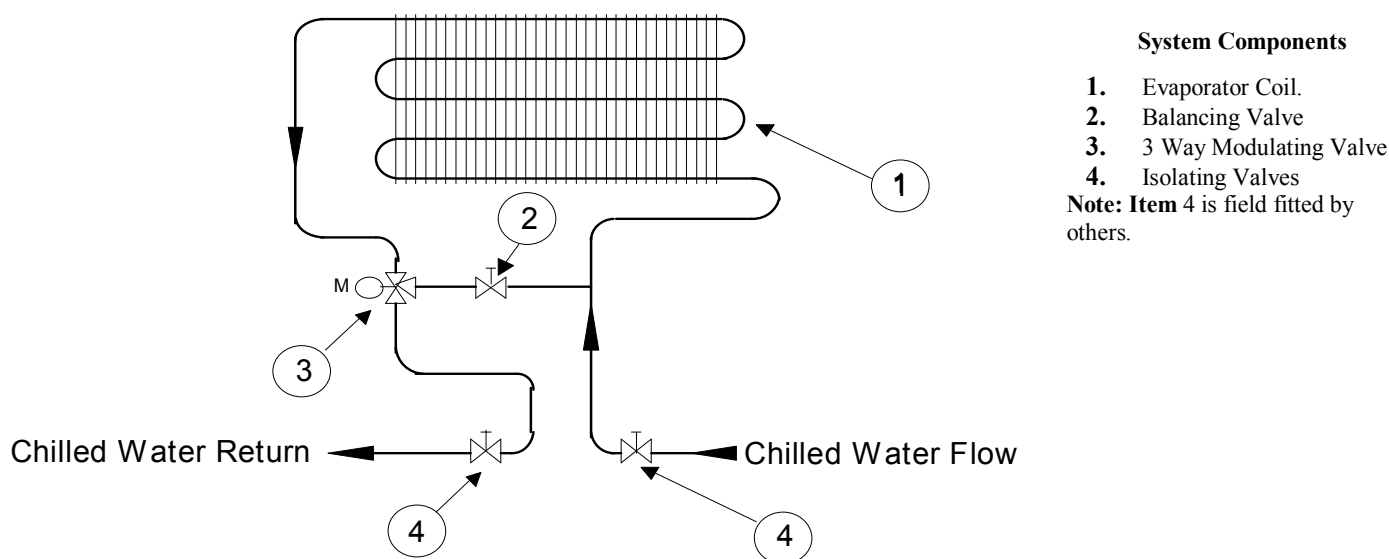 System Components
1. Evaporator Coil.
2. Balancing Valve
3. 3 Way Modulating Valve
4. Isolating Valves
Note: Item 4 is field fitted by
others.
1
2
M
3
Chilled Water Return
Chilled Water Flow
4
4